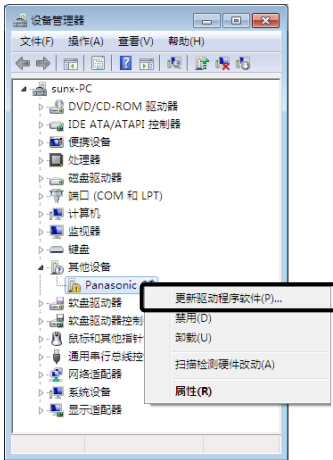 设备管理器
文件(F) 操作(A) 查看(V) 帮助(H)
sunx-PC
DVD/CD-ROM 驱动器
IDE ATA/ATAPI 控制器
便携设备
处理器
磁盘驱动器
端口 (COM 和 LPT)
计算机
监视器
键盘
其他设备
Panasonic
软盘驱动器
软盘驱动器控制
鼠标和其他指针
通用串行总线控
网络适配器
系统设备
显示适配器
更新驱动程序软件(P)...
禁用(D)
卸载(U)
扫描检测硬件改动(A)
属性(R)